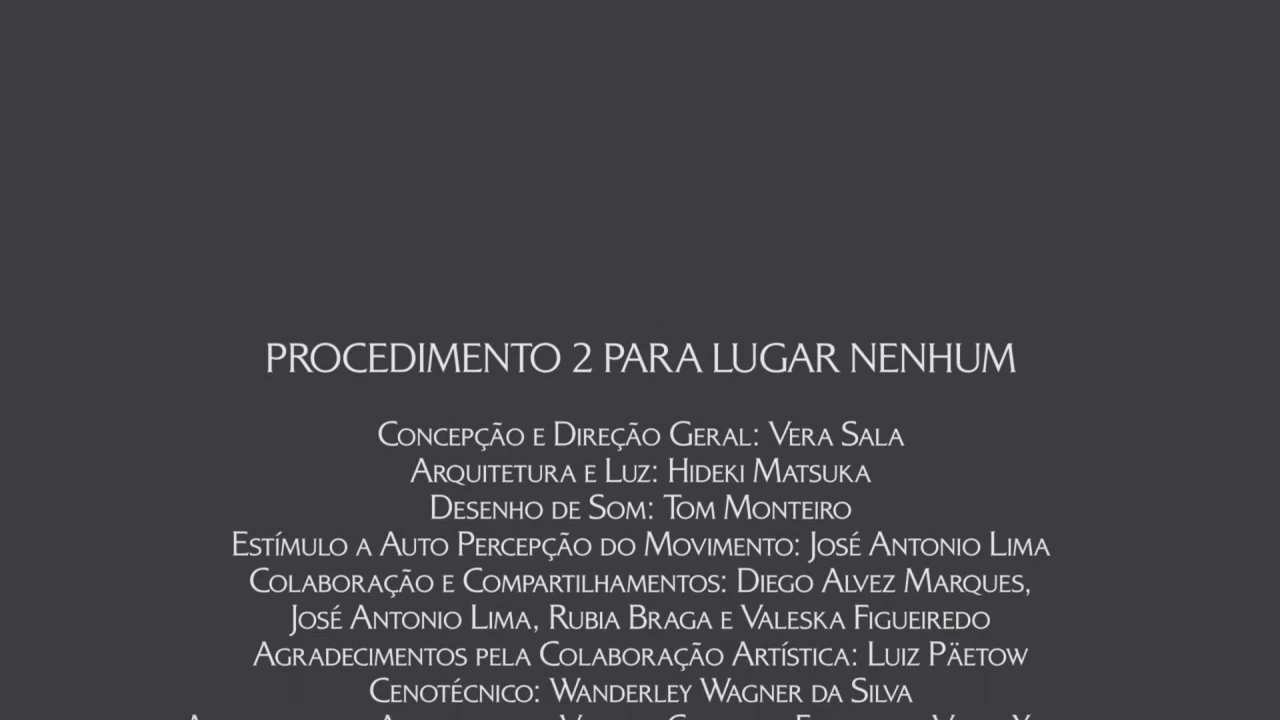 PROCEDIMENTO 2 PARA LUGAR NENHUM
Concepção e Direção Geral: Vera Sala
Arquitetura e Luz: Hideki Matsuka
Desenho de Som: Tom Monteiro
Estímulo a Auto Percepção do Movimento: José Antonio Lima
Colaboração e Compartilhamentos: Diego Alvez Marques,
José Antonio Lima, Rubia Braga e Valeska Figueiredo
Agradecimentos pela Colaboração Artística: Luiz Päetow
Cenotécnico: Wanderley Wagner da Silva